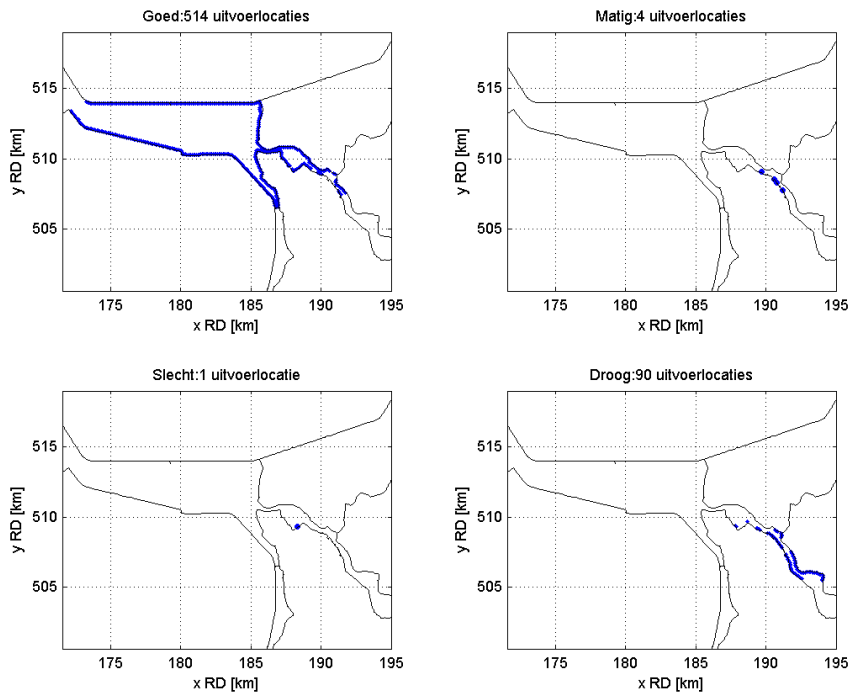 Goed:514 uitvoerlocaties
515
510
505
y RD [km]
175
180
185
190
195
x RD [km]
Matig:4 uitvoerlocaties
515
510
505
y RD [km]
175
180
185
190
195
x RD [km]
Slecht:1 uitvoerlocatie
515
510
505
y RD [km]
175
180
185
190
195
x RD [km]
Droog:90 uitvoerlocaties
515
510
505
y RD [km]
175
180
185
190
195
x RD [km]